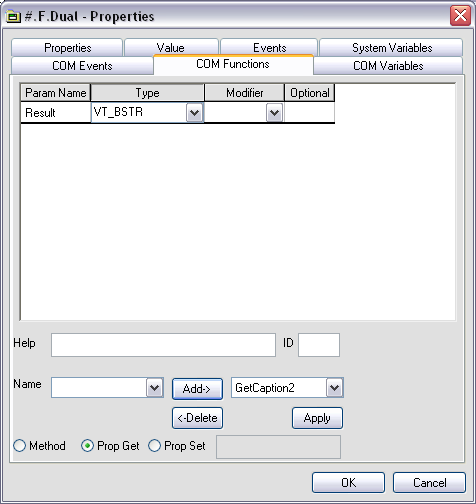 #.F.Dual - Properties
Properties Value Events System Variables
COM Events COM Functions COM Variables
Param Name Type Modifier Optional
Result VT_BSTR
Help ID
Name Add-> GetCaption2
<-Delete Apply
Method Prop Get Prop Set
OK Cancel